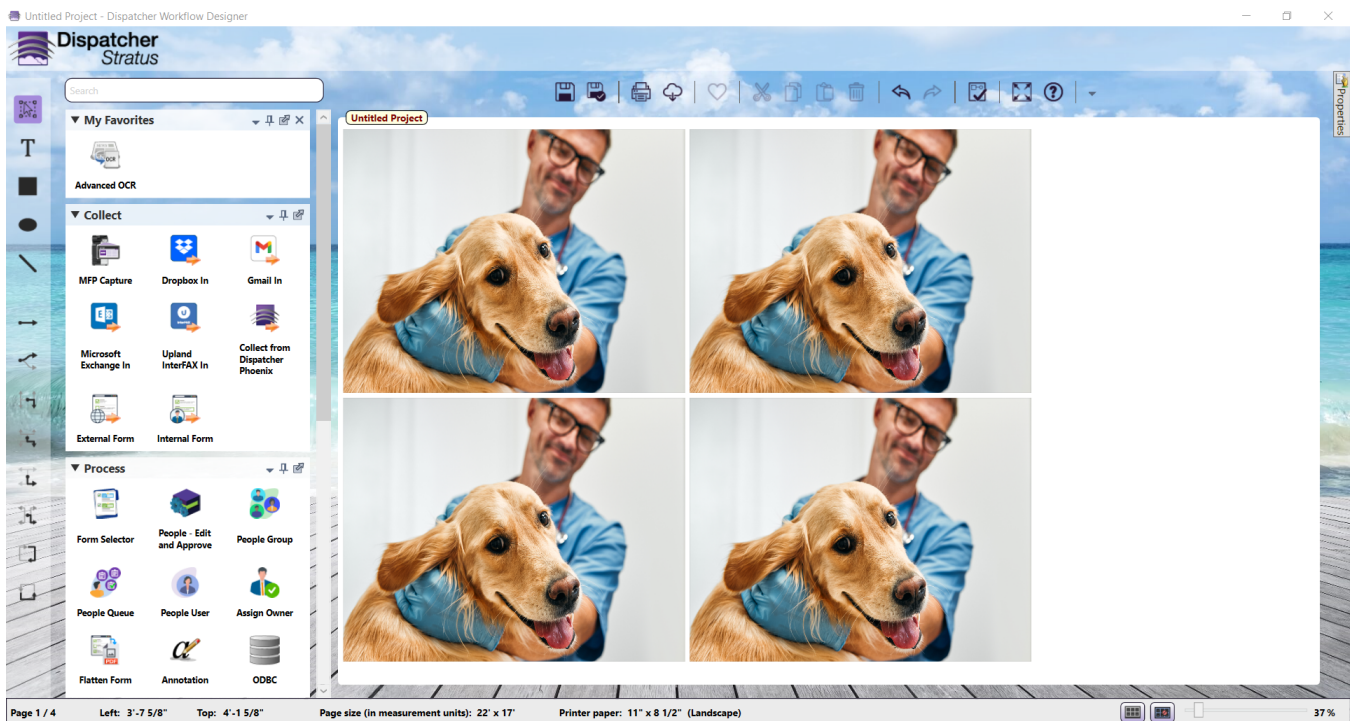 Untitled Project - Dispatcher Workflow Designer
Dispatcher
Stratus
Search
T
My Favorites
Advanced OCR
Collect
MFP Capture
Dropbox In
Gmail In
Microsoft
Exchange In
Upland
InterFAX In
Collect from
Dispatcher
Phoenix
External Form
Internal Form
Process
Form Selector
People - Edit
and Approve
People Group
People Queue
People User
Assign Owner
Flatten Form
Annotation
ODBC
Untitled Project
Properties
Page 1 / 4
Left: 3'-7 5/8"
Top: 4'-1 5/8"
Page size (in measurement units): 22' x 17'
Printer paper: 11" x 8 1/2" (Landscape)
37 %